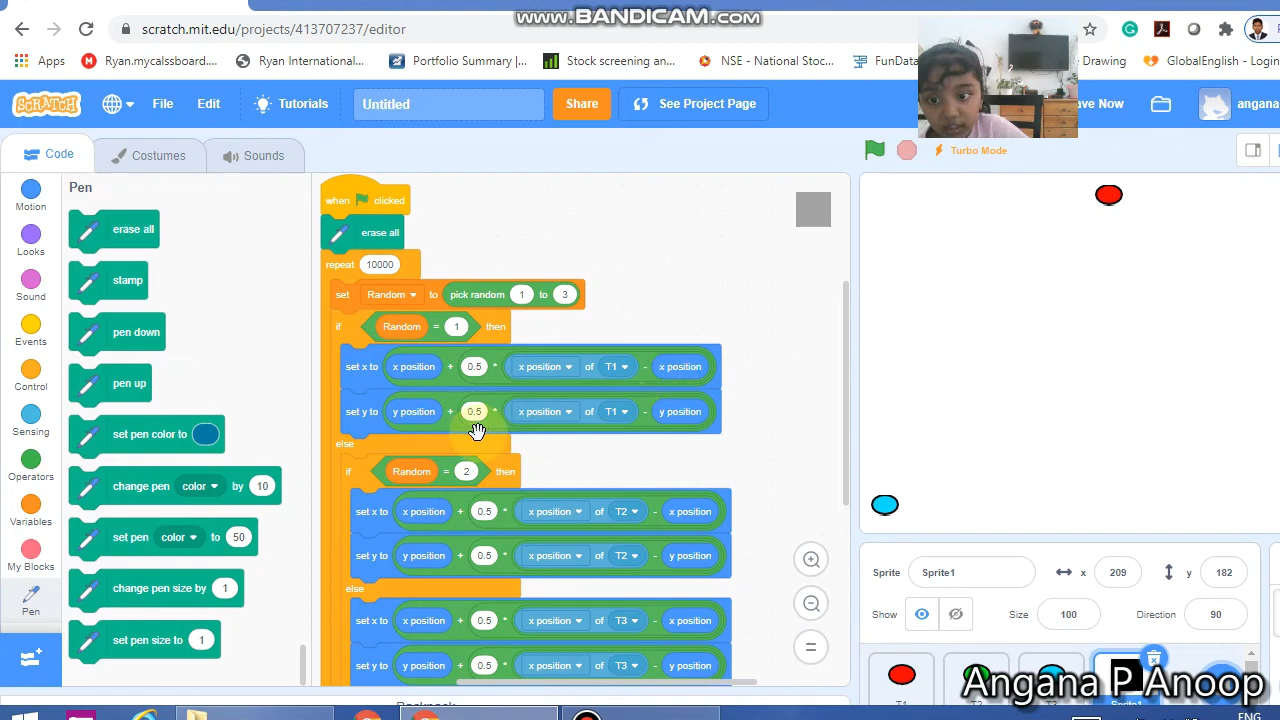 www.BANDICAM.com
scratch.mit.edu/projects/413707237/editor
Apps
Ryan.mycallssboard....
Ryan International...
Portfolio Summary |...
Stock screening an...
NSE - National Stoc...
FunData
Drawing
GlobalEnglish - Login
SCRATCH
File
Edit
Tutorials
Untitled
Share
See Project Page
Save Now
angana
Code
Costumes
Sounds
Turbo Mode
Motion
Looks
Sound
Events
Control
Sensing
Operators
Variables
My Blocks
Pen
Pen
erase all
stamp
pen down
pen up
set pen color to
change pen color by 10
set pen color to 50
change pen size by 1
set pen size to 1
when clicked
erase all
repeat 10000
set Random to pick random 1 to 3
if Random = 1 then
set x to x position + 0.5 * x position of T1 - x position
set y to y position + 0.5 * x position of T1 - y position
else
if Random = 2 then
set x to x position + 0.5 * x position of T2 - x position
set y to y position + 0.5 * x position of T2 - y position
else
set x to x position + 0.5 * x position of T3 - x position
set y to y position + 0.5 * x position of T3 - y position
Sprite Sprite1 x 209 y 182
Show Size 100 Direction 90
T1
Angana P Anoop
ENG